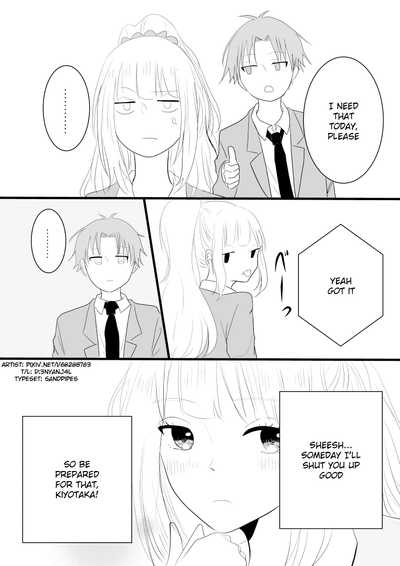 I NEED
THAT
TODAY,
PLEASE
........
YEAH
GOT IT
........
ARTIST: PIXIV.NET/U/66288763
T/L: D3NYANJ4L
TYPESET: SANDPIPES
SHEESH...
SOMEDAY I'LL
SHUT YOU UP
GOOD
SO BE
PREPARED
FOR THAT,
KIYOTAKA!